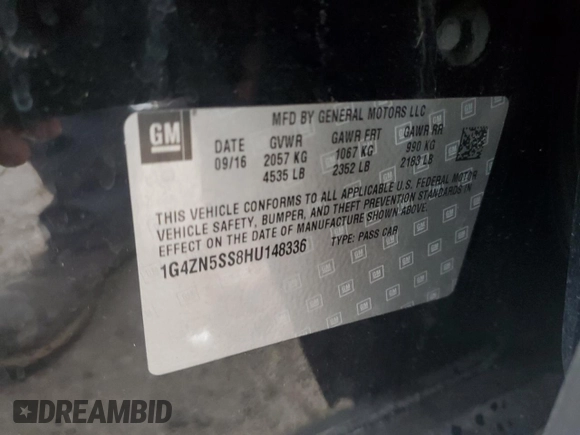 GM
MFD BY GENERAL MOTORS LLC
DATE GVWR GAWR FRT GAWR RR
09/16 2057 KG 1067 KG 990 KG
4535 LB 2352 LB 2183 LB
THIS VEHICLE CONFORMS TO ALL APPLICABLE U.S. FEDERAL MOTOR
VEHICLE SAFETY, BUMPER, AND THEFT PREVENTION STANDARDS IN
EFFECT ON THE DATE OF MANUFACTURE SHOWN ABOVE.
1G4ZN5SS8HU148336 TYPE: PASS CAR
DREAMBID